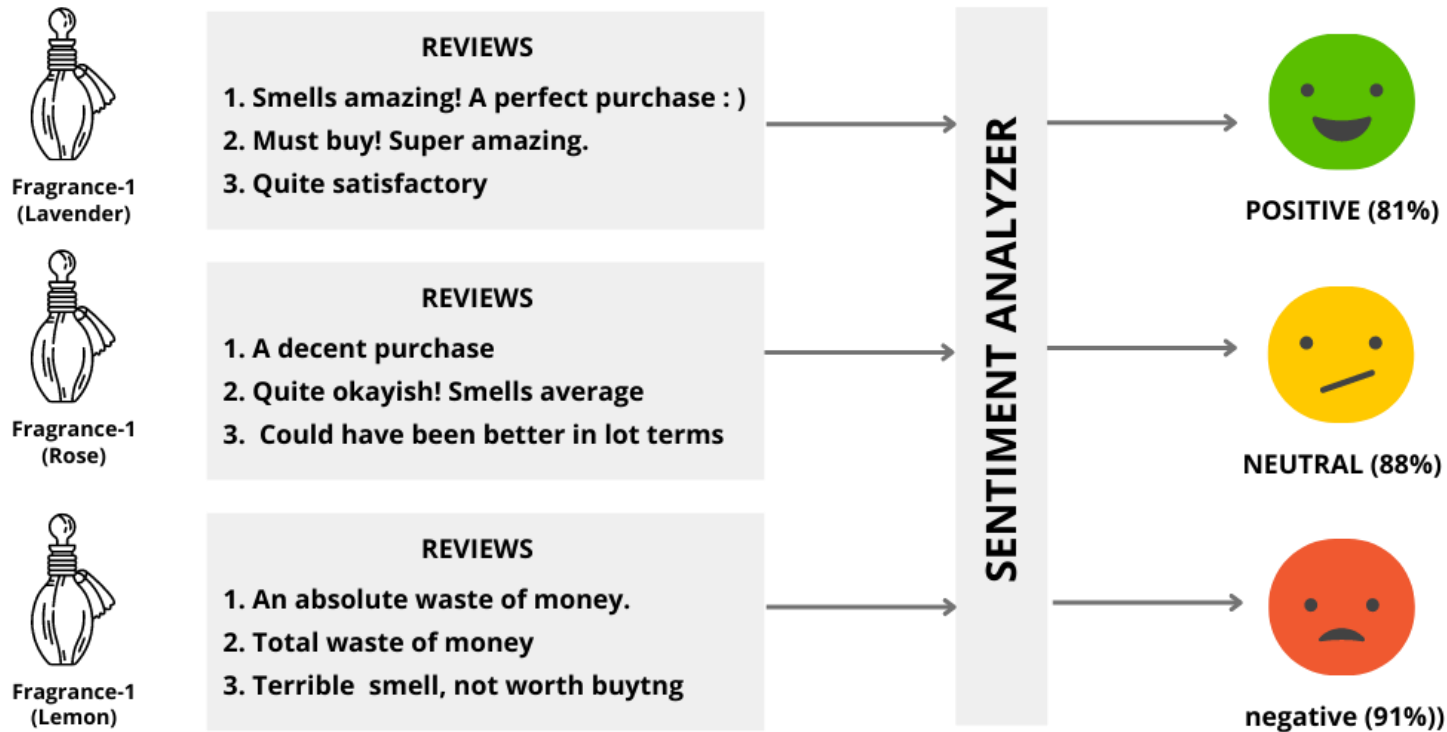 REVIEWS
1. Smells amazing! A perfect purchase : )
2. Must buy! Super amazing.
3. Quite satisfactory
Fragrance-1
(Lavender)
POSITIVE (81%)
REVIEWS
1. A decent purchase
2. Quite okayish! Smells average
3. Could have been better in lot terms
Fragrance-1
(Rose)
NEUTRAL (88%)
REVIEWS
1. An absolute waste of money.
2. Total waste of money
3. Terrible smell, not worth buytng
Fragrance-1
(Lemon)
negative (91%))
SENTIMENT ANALYZER